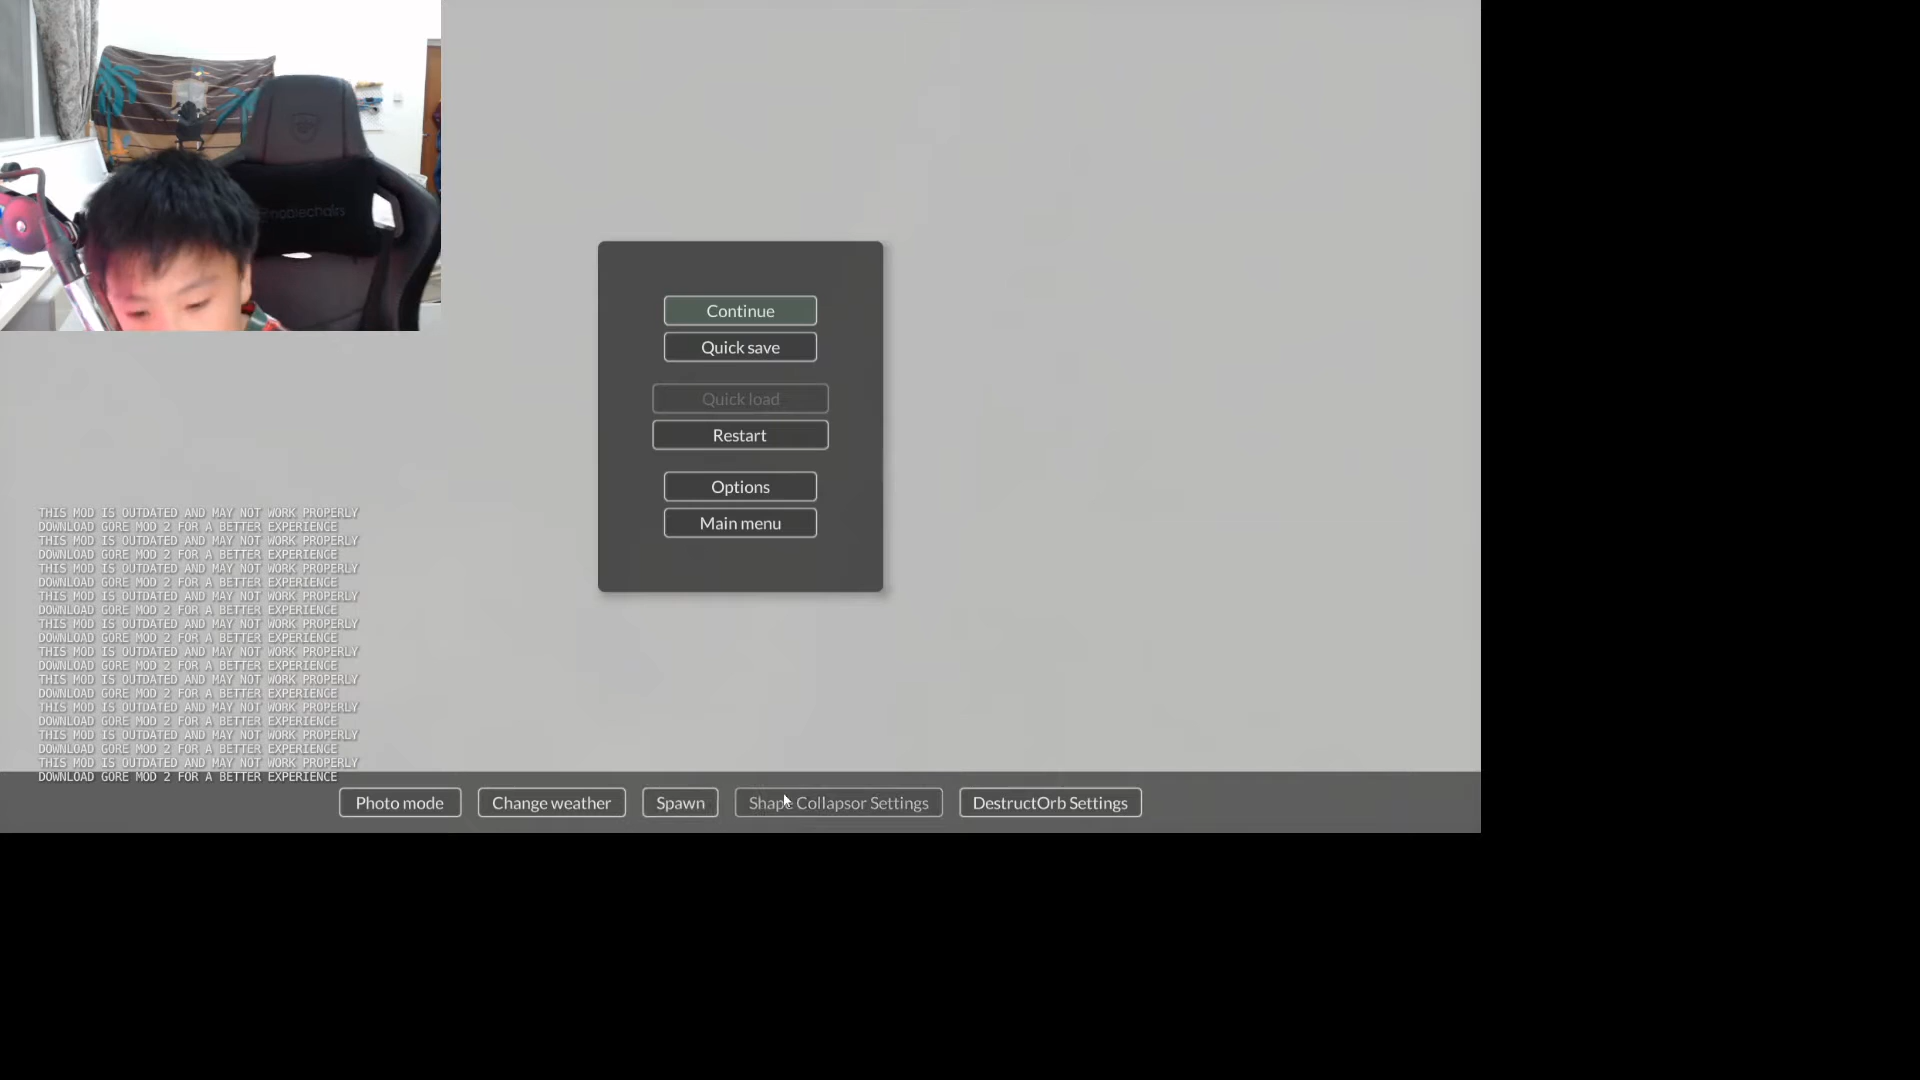 noblechairs
Continue
Quick save
Quick load
Restart
Options
Main menu
THIS MOD IS OUTDATED AND MAY NOT WORK PROPERLY
DOWNLOAD GORE MOD 2 FOR A BETTER EXPERIENCE
THIS MOD IS OUTDATED AND MAY NOT WORK PROPERLY
DOWNLOAD GORE MOD 2 FOR A BETTER EXPERIENCE
THIS MOD IS OUTDATED AND MAY NOT WORK PROPERLY
DOWNLOAD GORE MOD 2 FOR A BETTER EXPERIENCE
THIS MOD IS OUTDATED AND MAY NOT WORK PROPERLY
DOWNLOAD GORE MOD 2 FOR A BETTER EXPERIENCE
THIS MOD IS OUTDATED AND MAY NOT WORK PROPERLY
DOWNLOAD GORE MOD 2 FOR A BETTER EXPERIENCE
THIS MOD IS OUTDATED AND MAY NOT WORK PROPERLY
DOWNLOAD GORE MOD 2 FOR A BETTER EXPERIENCE
THIS MOD IS OUTDATED AND MAY NOT WORK PROPERLY
DOWNLOAD GORE MOD 2 FOR A BETTER EXPERIENCE
THIS MOD IS OUTDATED AND MAY NOT WORK PROPERLY
DOWNLOAD GORE MOD 2 FOR A BETTER EXPERIENCE
THIS MOD IS OUTDATED AND MAY NOT WORK PROPERLY
DOWNLOAD GORE MOD 2 FOR A BETTER EXPERIENCE
THIS MOD IS OUTDATED AND MAY NOT WORK PROPERLY
DOWNLOAD GORE MOD 2 FOR A BETTER EXPERIENCE
Photo mode Change weather Spawn Shape Collapsor Settings DestructOrb Settings